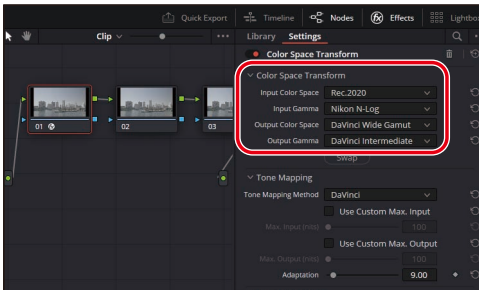 Quick Export Timeline Nodes Effects Lightbox
Clip Library Settings
Color Space Transform
Color Space Transform
Input Color Space Rec.2020
Input Gamma Nikon N-Log
Output Color Space DaVinci Wide Gamut
Output Gamma DaVinci Intermediate
Swap
01 02 03
Tone Mapping
Tone Mapping Method DaVinci
Use Custom Max. Input
Max. Input (nits) 100
Use Custom Max. Output
Max. Output (nits) 100
Adaptation 9.00